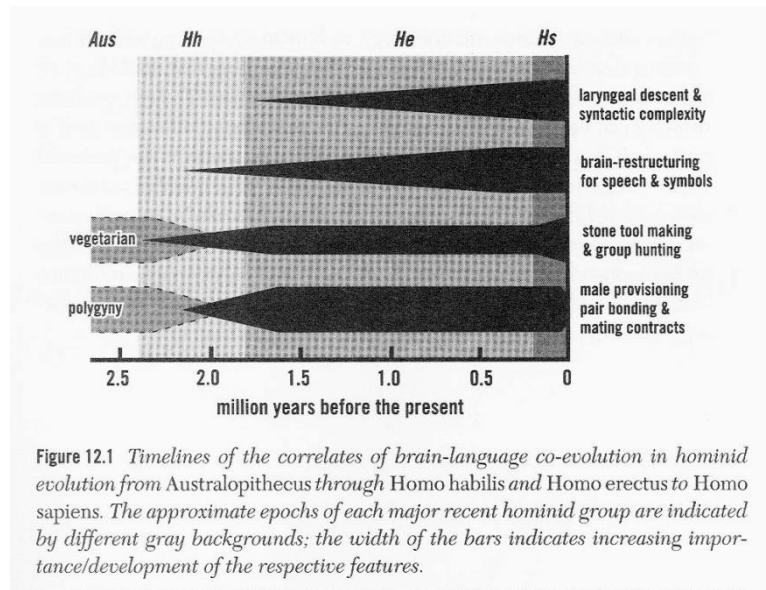 Aus Hh He Hs
laryngeal descent &
syntactic complexity
brain-restructuring
for speech & symbols
vegetarian
stone tool making
& group hunting
polygyny
male provisioning
pair bonding &
mating contracts
2.5 2.0 1.5 1.0 0.5 0
million years before the present
Figure 12.1 Timelines of the correlates of brain-language co-evolution in hominid
evolution from Australopithecus through Homo habilis and Homo erectus to Homo
sapiens. The approximate epochs of each major recent hominid group are indicated
by different gray backgrounds; the width of the bars indicates increasing impor-
tance/development of the respective features.